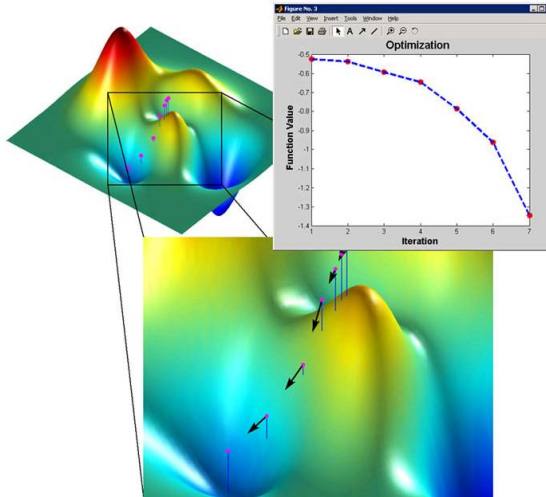 Figure No. 3
File Edit View Insert Tools Window Help
Optimization
-0.5
-0.6
-0.7
-0.8
-0.9
-1
-1.1
-1.2
-1.3
-1.4
Function Value
1 2 3 4 5 6 7
Iteration